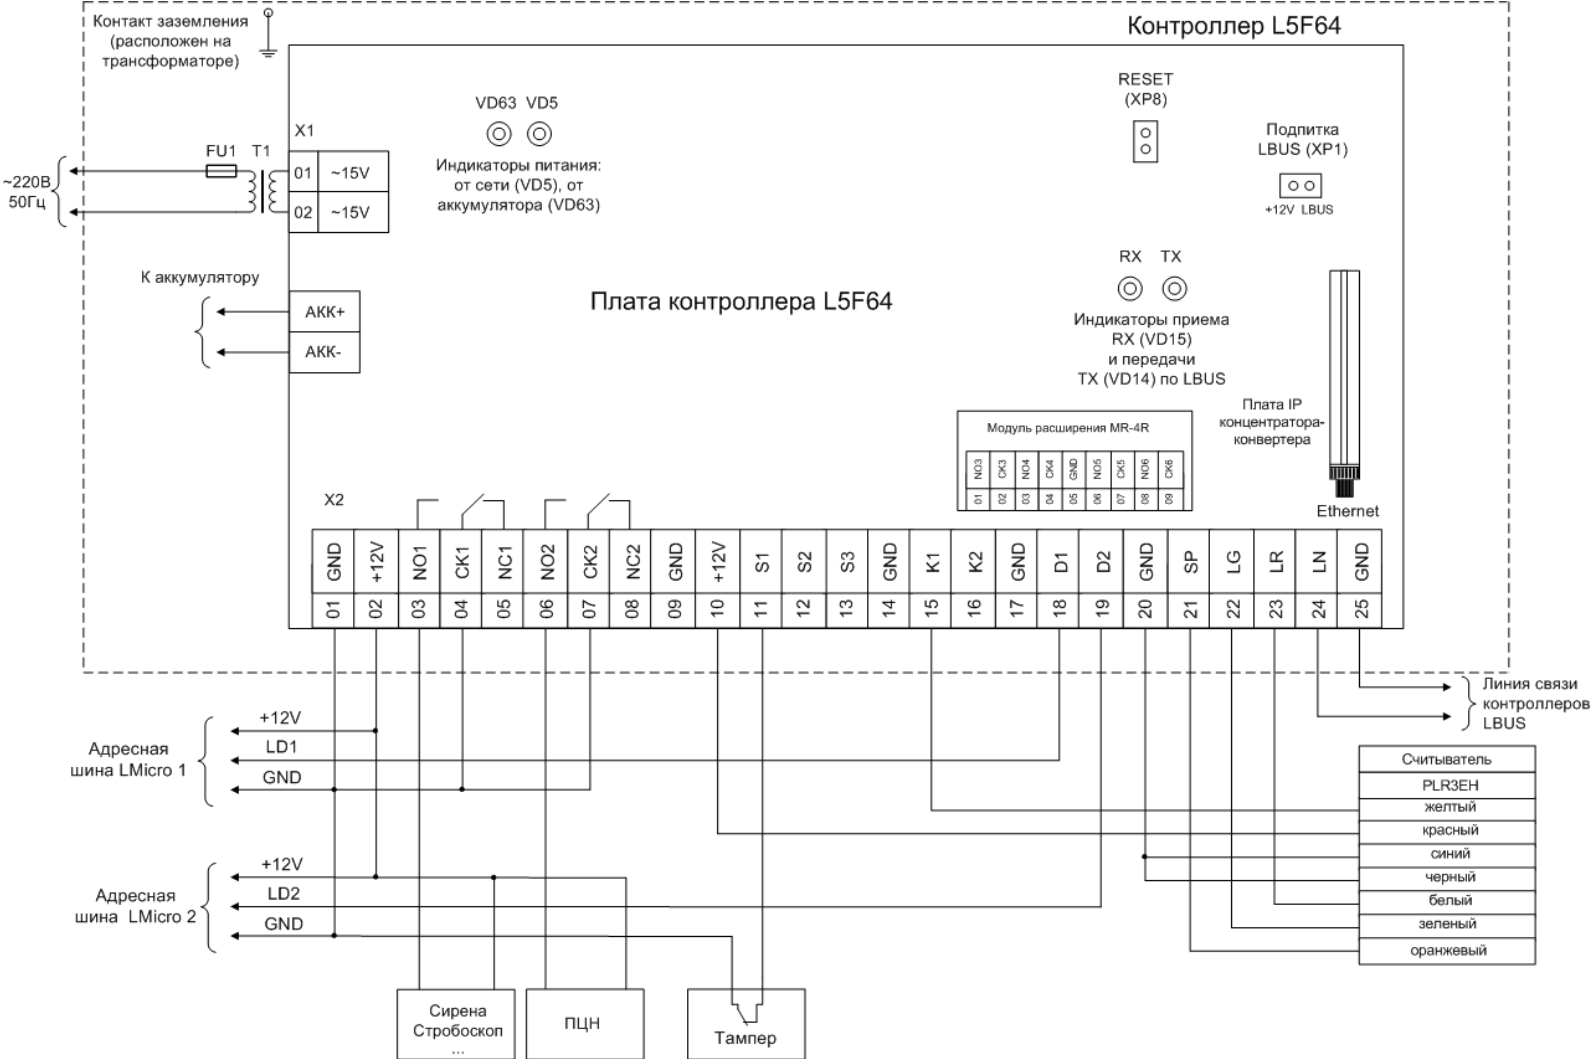 Контакт заземления
(расположен на
трансформаторе)
Контроллер L5F64
X1
FU1 T1
~220В
50Гц
01 ~15V
02 ~15V
VD63 VD5
Индикаторы питания:
от сети (VD5), от
аккумулятора (VD63)
RESET
(XP8)
Подпитка
LBUS (XP1)
+12V LBUS
К аккумулятору
АКК+
АКК-
Плата контроллера L5F64
RX TX
Индикаторы приема
RX (VD15)
и передачи
TX (VD14) по LBUS
Плата IP
концентратора-
конвертера
Ethernet
Модуль расширения MR-4R
NO3 CK3 NO4 CK4 GND NO5 CK5 NO6 CK6
01 02 03 04 05 06 07 08 09
X2
GND +12V NO1 CK1 NC1 NO2 CK2 NC2 GND +12V S1 S2 S3 GND K1 K2 GND D1 D2 GND SP LG LR LN GND
01 02 03 04 05 06 07 08 09 10 11 12 13 14 15 16 17 18 19 20 21 22 23 24 25
Линия связи
контроллеров
LBUS
Адресная
шина LMicro 1
+12V
LD1
GND
Адресная
шина LMicro 2
+12V
LD2
GND
Считыватель
PLR3EH
желтый
красный
синий
черный
белый
зеленый
оранжевый
Сирена
Стробоскоп
...
ПЦН
Тампер